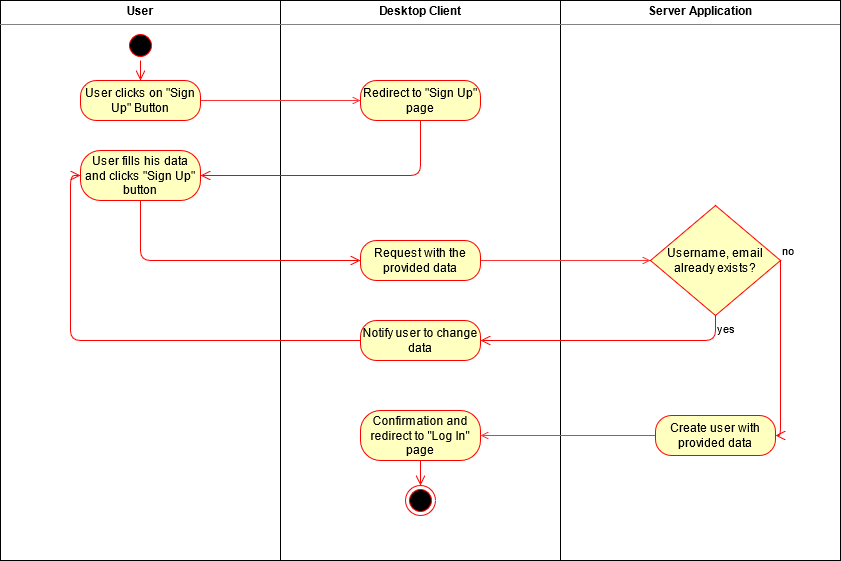 User
Desktop Client
Server Application
User clicks on "Sign
Up" Button
Redirect to "Sign Up"
page
User fills his data
and clicks "Sign Up"
button
Request with the
provided data
Username, email
already exists?
no
yes
Notify user to change
data
Create user with
provided data
Confirmation and
redirect to "Log In"
page